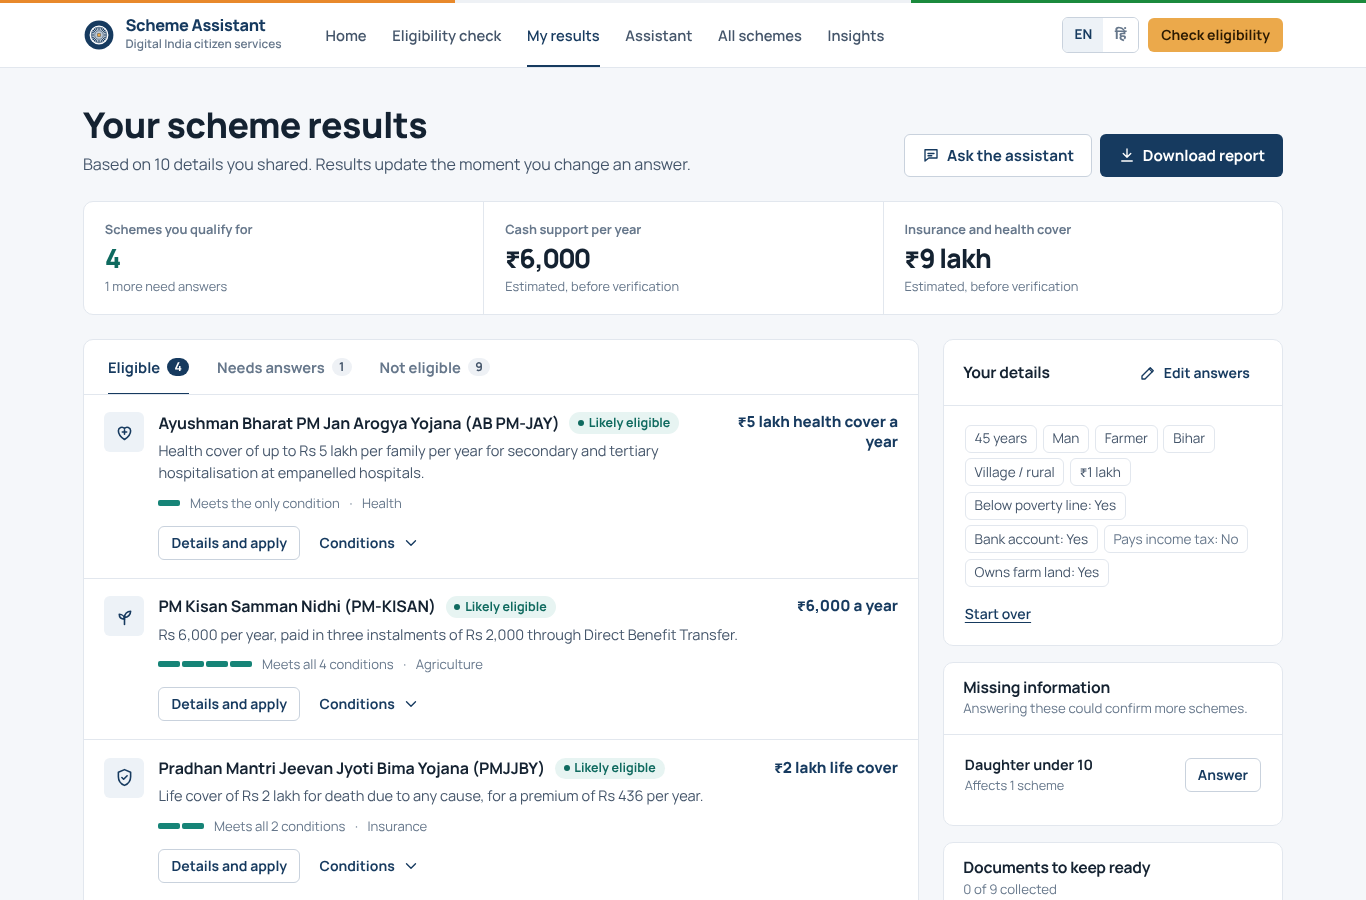 Scheme Assistant
Digital India citizen services
Home
Eligibility check
My results
Assistant
All schemes
Insights
EN
हिं
Check eligibility
Your scheme results
Based on 10 details you shared. Results update the moment you change an answer.
Ask the assistant
Download report
Schemes you qualify for
4
1 more need answers
Cash support per year
₹6,000
Estimated, before verification
Insurance and health cover
₹9 lakh
Estimated, before verification
Eligible 4
Needs answers 1
Not eligible 9
Ayushman Bharat PM Jan Arogya Yojana (AB PM-JAY)
Likely eligible
₹5 lakh health cover a
year
Health cover of up to Rs 5 lakh per family per year for secondary and tertiary
hospitalisation at empanelled hospitals.
Meets the only condition · Health
Details and apply
Conditions
PM Kisan Samman Nidhi (PM-KISAN)
Likely eligible
₹6,000 a year
Rs 6,000 per year, paid in three instalments of Rs 2,000 through Direct Benefit Transfer.
Meets all 4 conditions · Agriculture
Details and apply
Conditions
Pradhan Mantri Jeevan Jyoti Bima Yojana (PMJJBY)
Likely eligible
₹2 lakh life cover
Life cover of Rs 2 lakh for death due to any cause, for a premium of Rs 436 per year.
Meets all 2 conditions · Insurance
Details and apply
Conditions
Your details
Edit answers
45 years
Man
Farmer
Bihar
Village / rural
₹1 lakh
Below poverty line: Yes
Bank account: Yes
Pays income tax: No
Owns farm land: Yes
Start over
Missing information
Answering these could confirm more schemes.
Daughter under 10
Affects 1 scheme
Answer
Documents to keep ready
0 of 9 collected